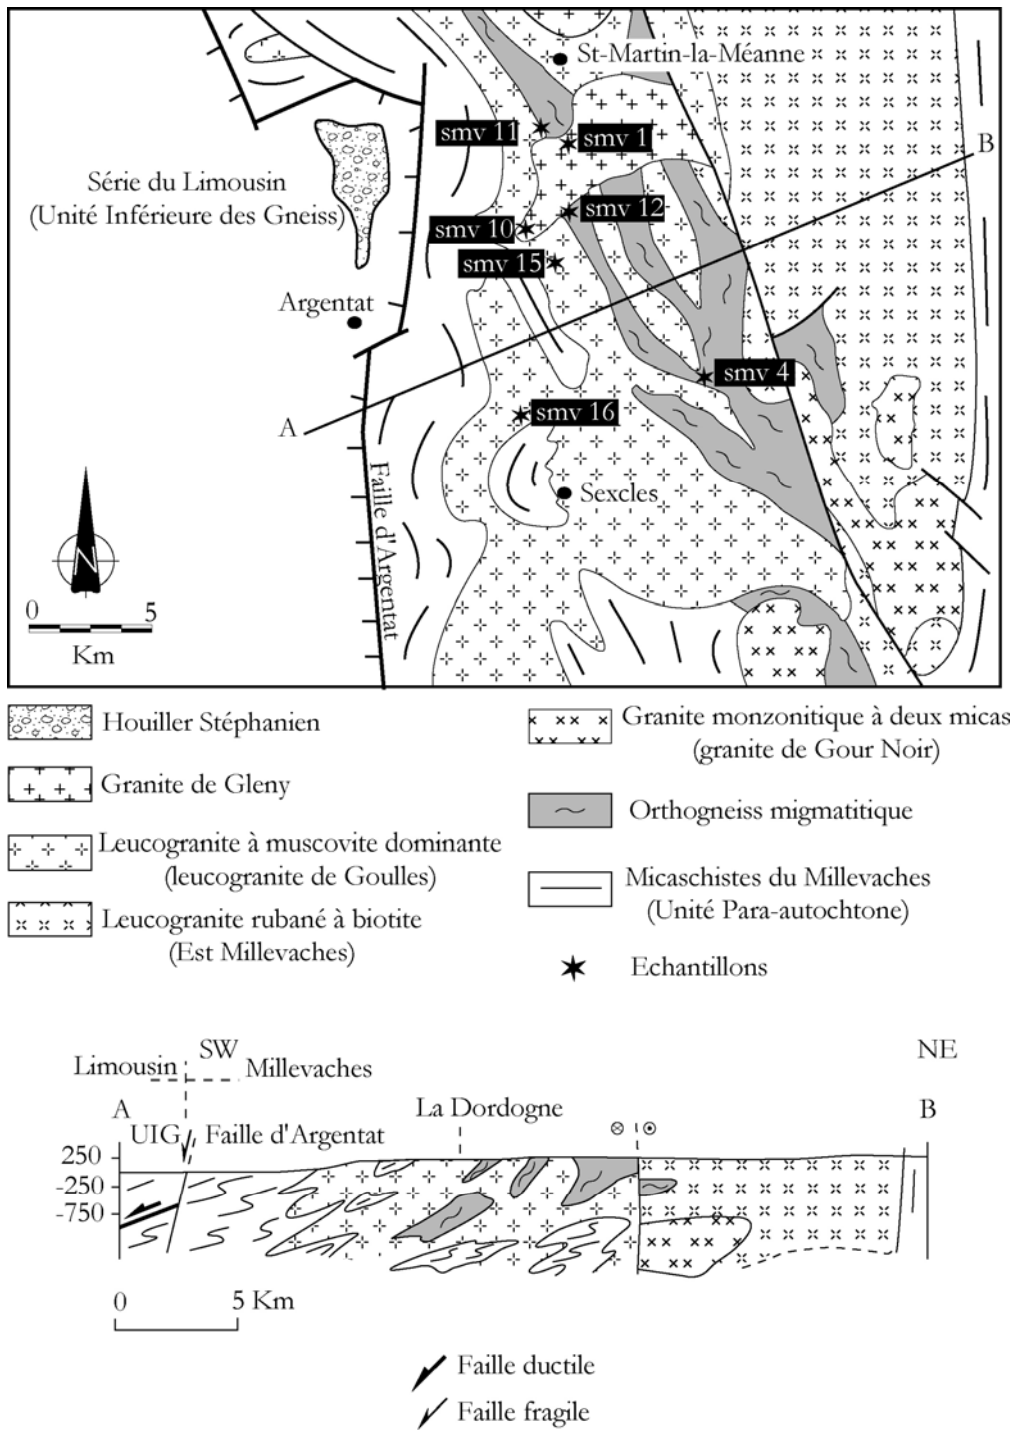 St-Martin-la-Méanne
smv 11
smv 1
B
Série du Limousin
(Unité Inférieure des Gneiss)
smv 12
smv 10
smv 15
Argentat
smv 4
A
smv 16
Sexcles
Faille d'Argentat
N
0 5
Km
Houiller Stéphanien
Granite de Gleny
Leucogranite à muscovite dominante
(leucogranite de Goulles)
Leucogranite rubané à biotite
(Est Millevaches)
Granite monzonitique à deux micas
(granite de Gour Noir)
Orthogneiss migmatitique
Micaschistes du Millevaches
(Unité Para-autochtone)
Echantillons
SW
NE
Limousin
Millevaches
A
La Dordogne
B
UIG
Faille d'Argentat
250
-250
-750
0 5 Km
Faille ductile
Faille fragile